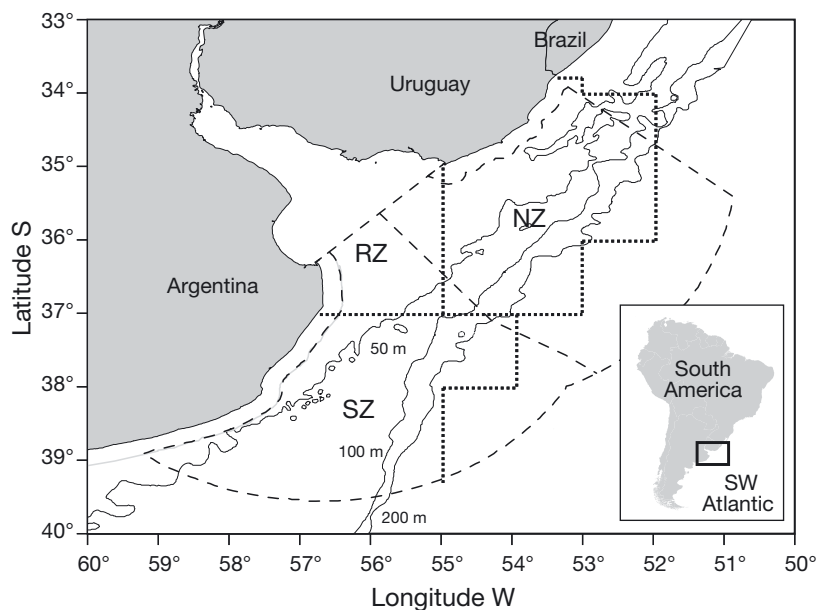 33°
34°
35°
36°
37°
38°
39°
40°
Latitude S
Brazil
Uruguay
NZ
RZ
Argentina
50 m
SZ
100 m
200 m
South
America
SW
Atlantic
60°
59°
58°
57°
56°
55°
54°
53°
52°
51°
50°
Longitude W